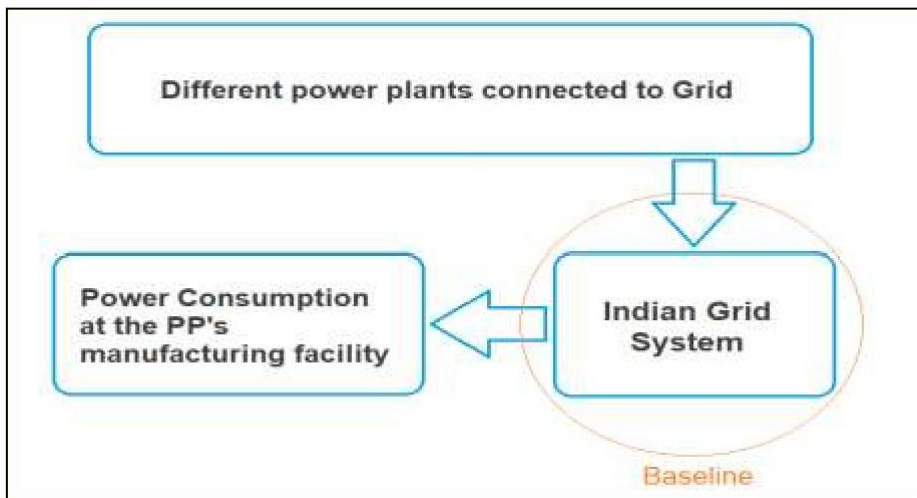 Different power plants connected to Grid
Power Consumption
at the PP's
manufacturing facility
Indian Grid
System
Baseline